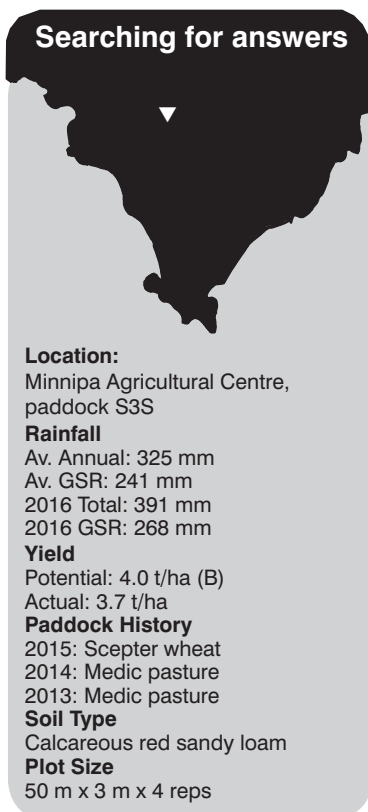 Searching for answers
Location:
Minnipa Agricultural Centre,
paddock S3S
Rainfall
Av. Annual: 325 mm
Av. GSR: 241 mm
2016 Total: 391 mm
2016 GSR: 268 mm
Yield
Potential: 4.0 t/ha (B)
Actual: 3.7 t/ha
Paddock History
2015: Scepter wheat
2014: Medic pasture
2013: Medic pasture
Soil Type
Calcareous red sandy loam
Plot Size
50 m x 3 m x 4 reps